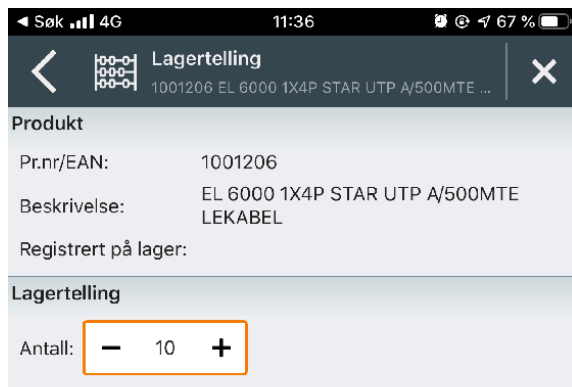 ◀ Søk 4G 11:36 67 %
Lagertelling
1001206 EL 6000 1X4P STAR UTP A/500MTE ...
Produkt
Pr.nr/EAN: 1001206
Beskrivelse: EL 6000 1X4P STAR UTP A/500MTE
LEKABEL
Registrert på lager:
Lagertelling
Antall: − 10 +